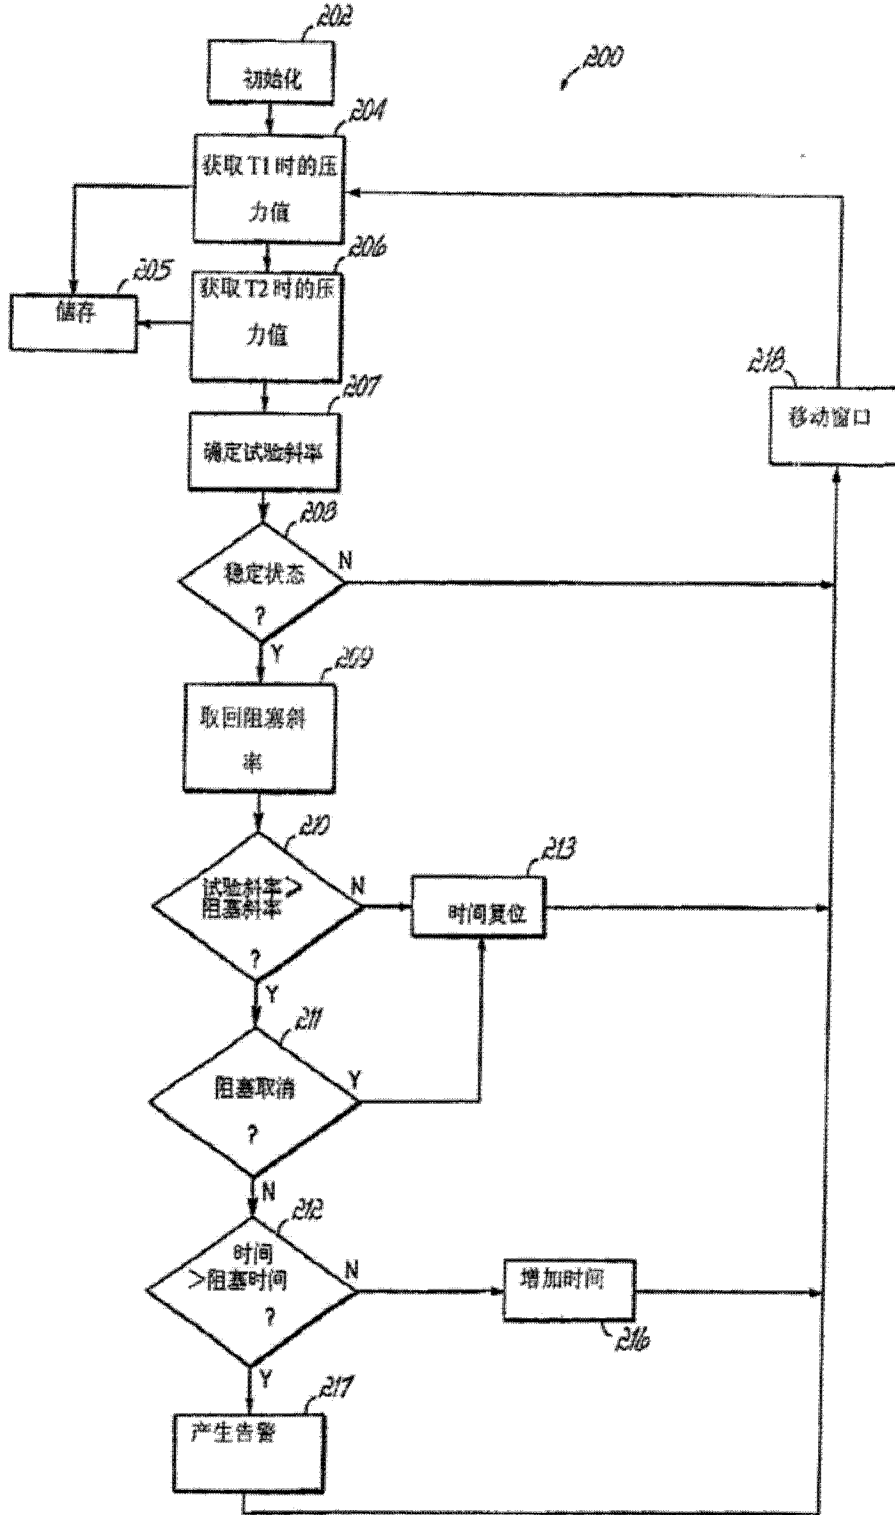 202
初始化
200
204
获取T1时的压
力值
206
205
获取T2时的压
储存
力值
218
207
移动窗口
确定试验斜率
208
稳定状态
N
?
Y
209
取回阻塞斜
率
210
213
试验斜率>
N
阻塞斜率
时间复位
?
Y
211
阻塞取消
Y
?
N
212
时间
N
>阻塞时间
增加时间
?
216
Y
217
产生告警